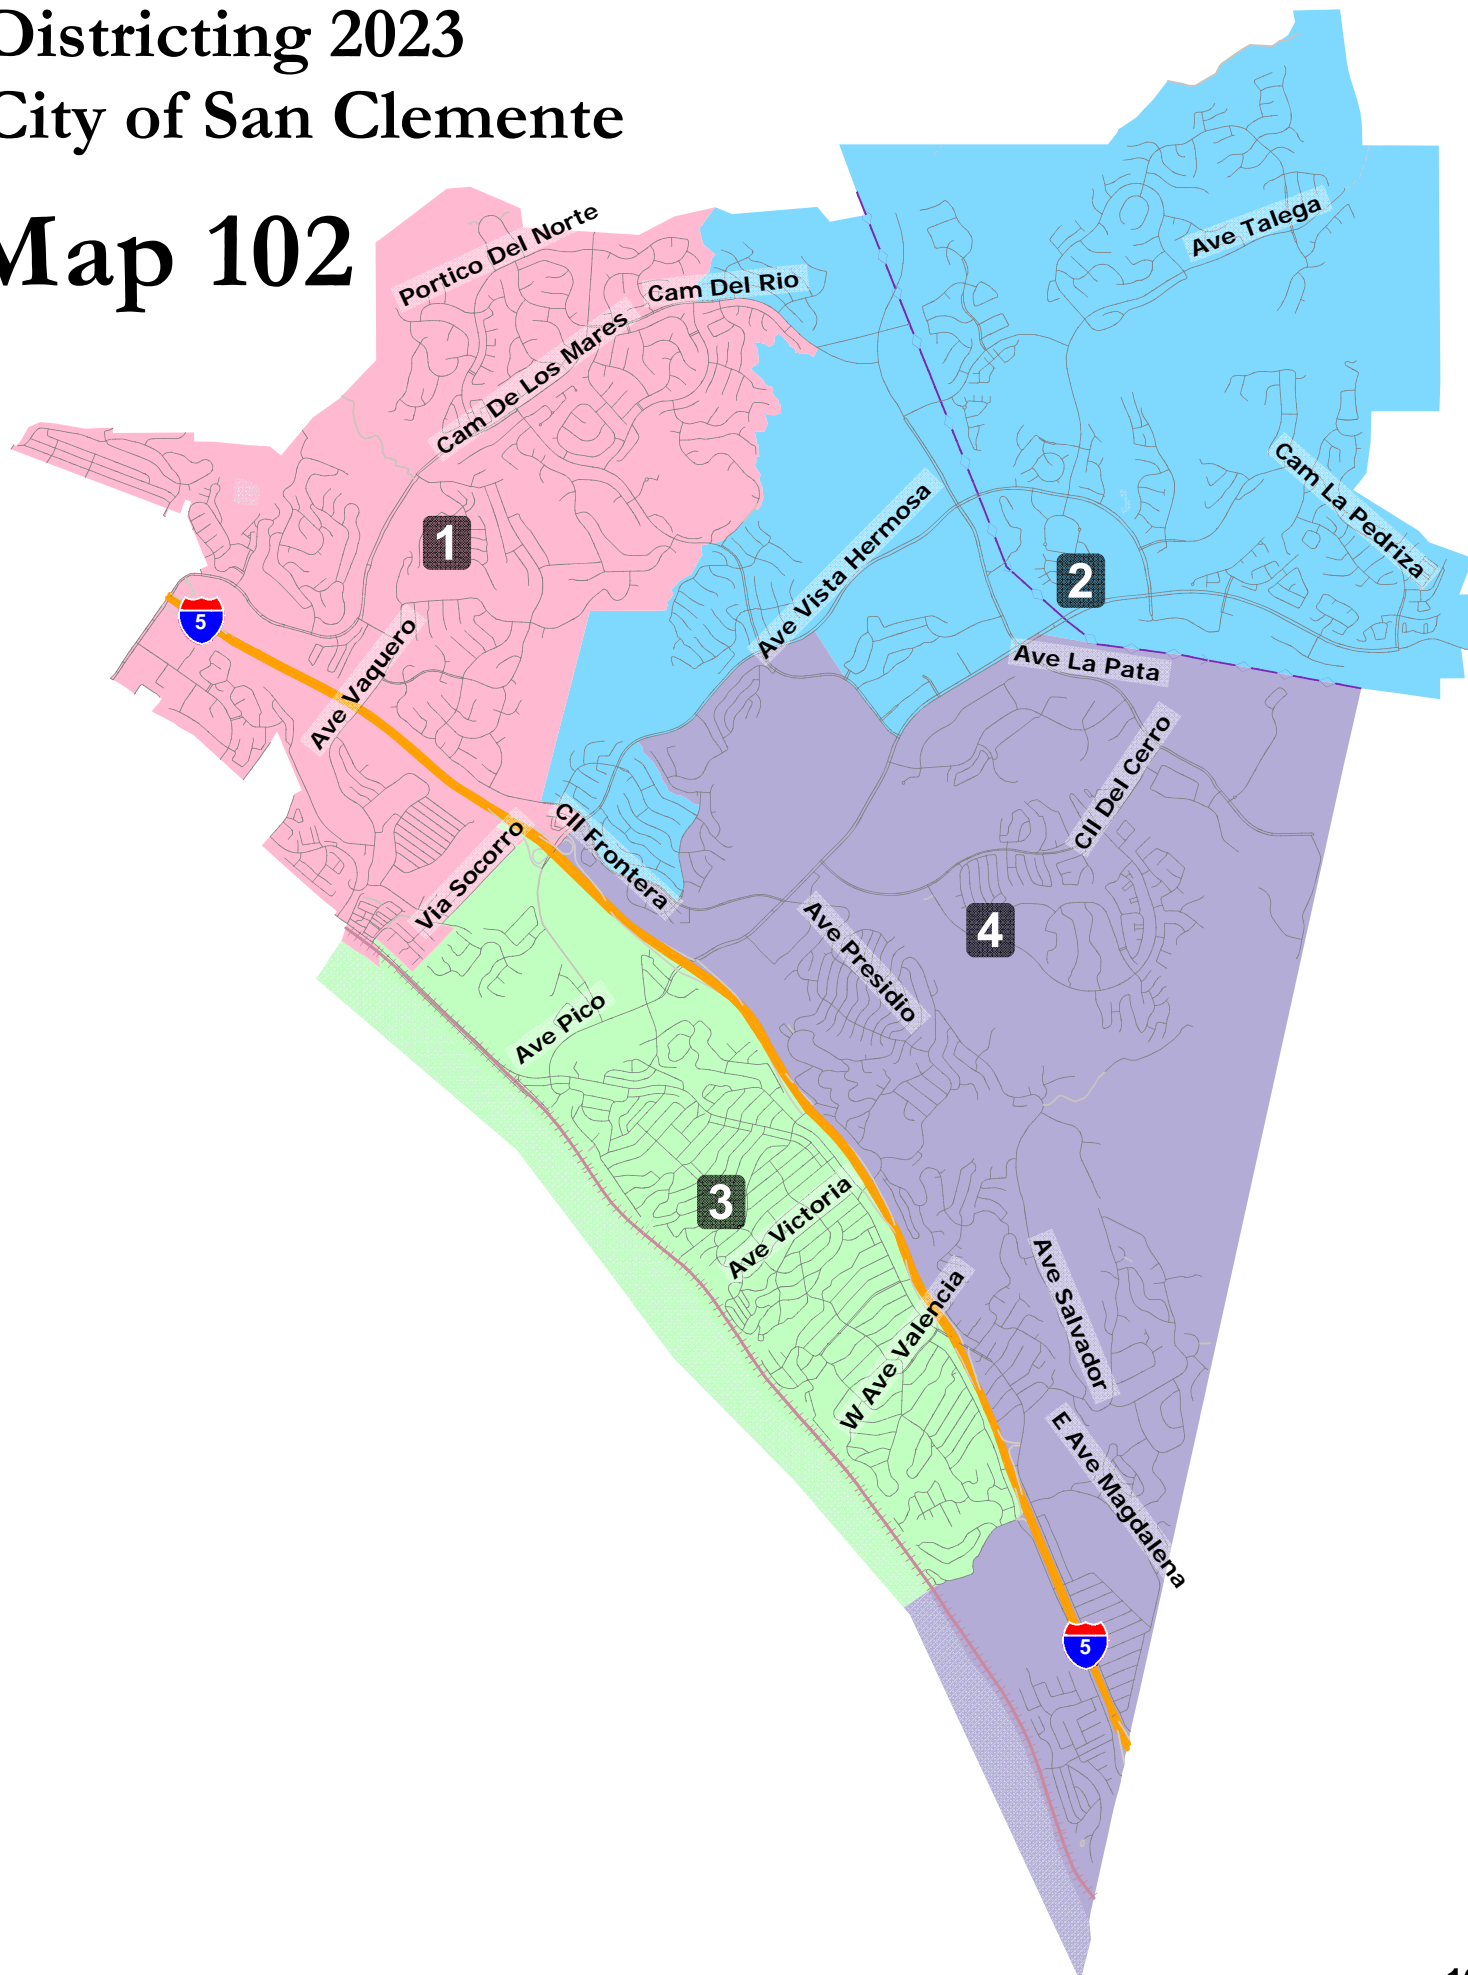 Districting 2023
City of San Clemente
Map 102
Portico Del Norte
Cam Del Rio
Ave Talega
Cam De Los Mares
Cam La Pedriza
1
Ave Vista Hermosa
2
5
Ave Vaquero
Ave La Pata
Cll Del Cerro
Cll Frontera
Via Socorro
Ave Presidio
4
Ave Pico
3
Ave Victoria
W Ave Valencia
Ave Salvador
E Ave Magdalena
5